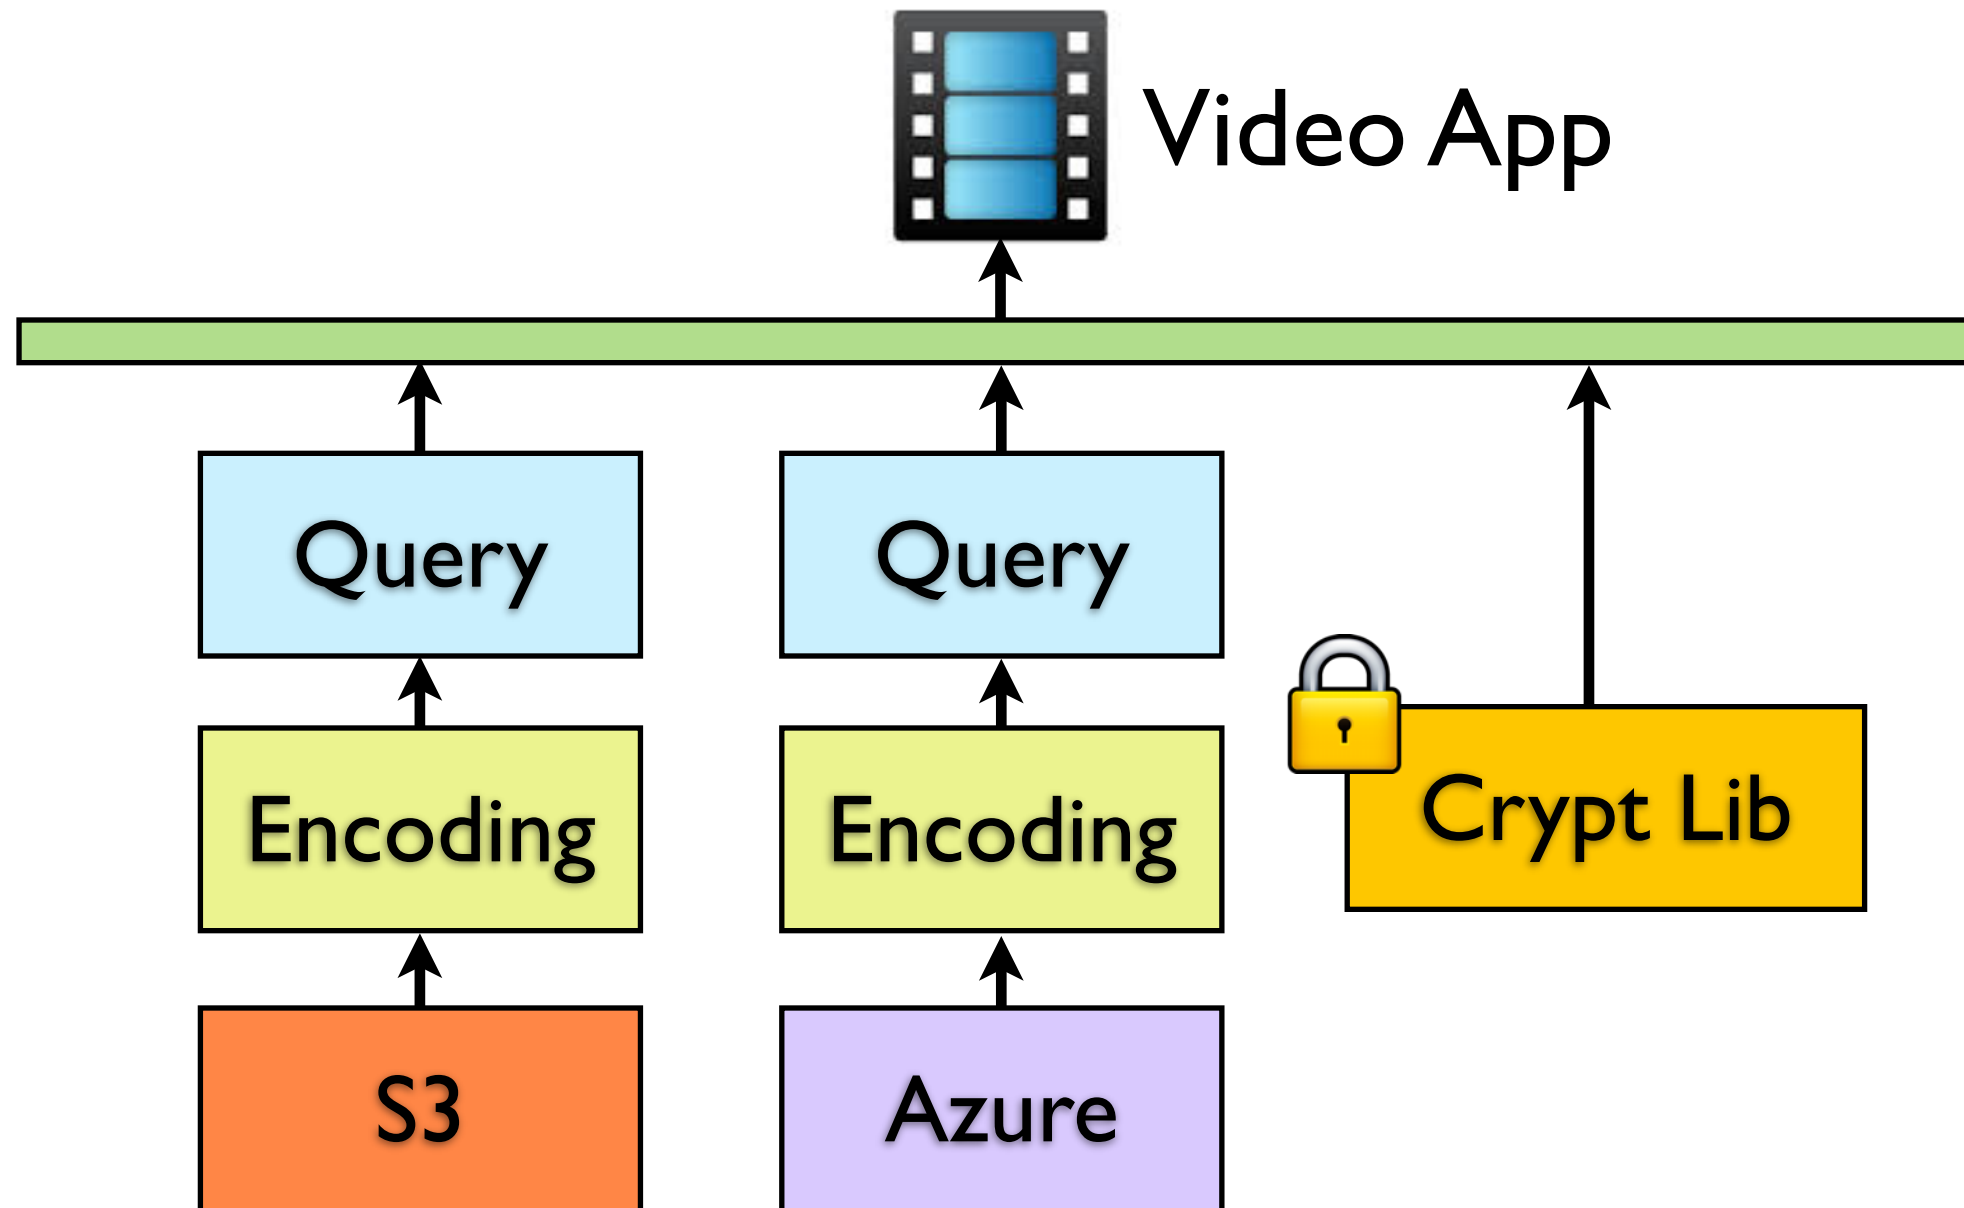 Video App
Query
Query
Encoding
Encoding
Crypt Lib
S3
Azure